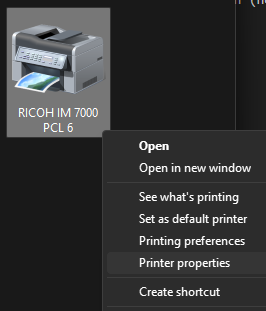 RICOH IM 7000
PCL 6
Open
Open in new window
See what's printing
Set as default printer
Printing preferences
Printer properties
Create shortcut